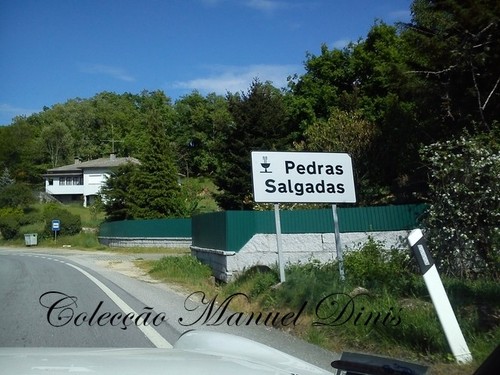 Pedras
Salgadas
Colecção Manuel Dinis